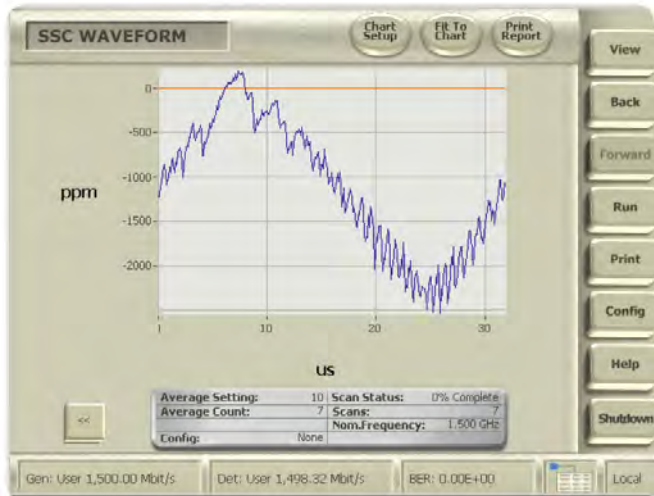 SSC WAVEFORM
Chart Setup
Fit To Chart
Print Report
View
Back
Forward
Run
Print
Config
Help
Shutdown
ppm
0
-500
-1000
-1500
-2000
1
10
20
30
us
<<
Average Setting: 10 Scan Status: 0% Complete
Average Count: 7 Scans: 7
Nom.Frequency: 1.500 GHz
Config: None
Gen: User 1,500.00 Mbit/s
Det: User 1,498.32 Mbit/s
BER: 0.00E+00
Local